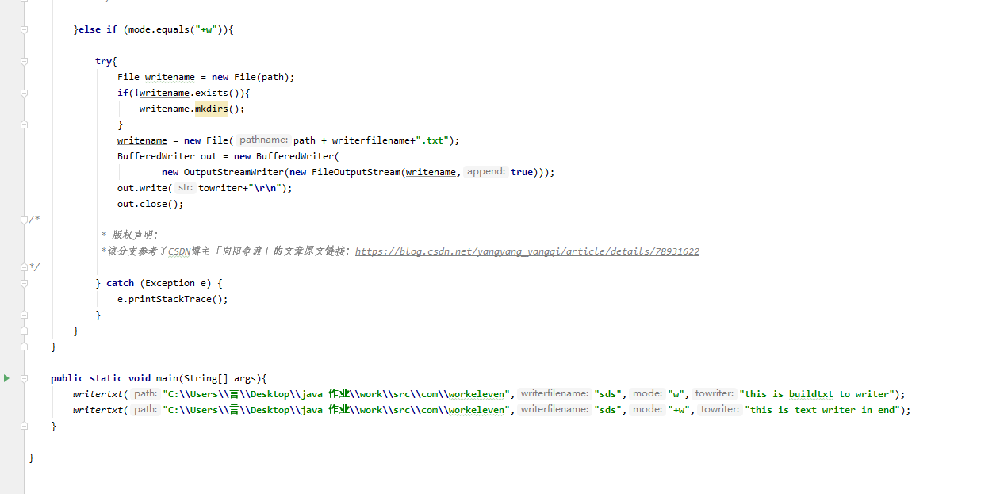 }else if (mode.equals("+w")){
try{
File writename = new File(path);
if(!writename.exists()){
writename.mkdirs();
}
writename = new File( pathname: path + writerfilename+".txt");
BufferedWriter out = new BufferedWriter(
new OutputStreamWriter(new FileOutputStream(writename, append: true)));
out.write( str: towriter+"\r\n");
out.close();
/*
* 版权声明:
*该分支参考了CSDN博主「向阳争渡」的文章原文链接：https://blog.csdn.net/yangyang_yangqi/article/details/78931622
*/
} catch (Exception e) {
e.printStackTrace();
}
}
}
public static void main(String[] args){
writertxt( path: "C:\\Users\\言\\Desktop\\java 作业\\work\\src\\com\\workeleven", writerfilename: "sds", mode: "w", towriter: "this is buildtxt to writer");
writertxt( path: "C:\\Users\\言\\Desktop\\java 作业\\work\\src\\com\\workeleven", writerfilename: "sds", mode: "+w", towriter: "this is text writer in end");
}
}